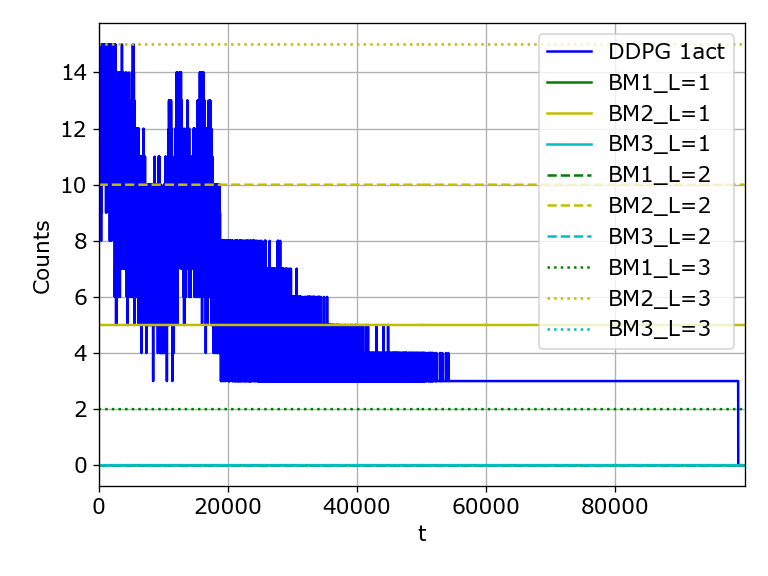 14
12
10
8
6
4
2
0
Counts
0 20000 40000 60000 80000
t
DDPG 1act
BM1_L=1
BM2_L=1
BM3_L=1
BM1_L=2
BM2_L=2
BM3_L=2
BM1_L=3
BM2_L=3
BM3_L=3